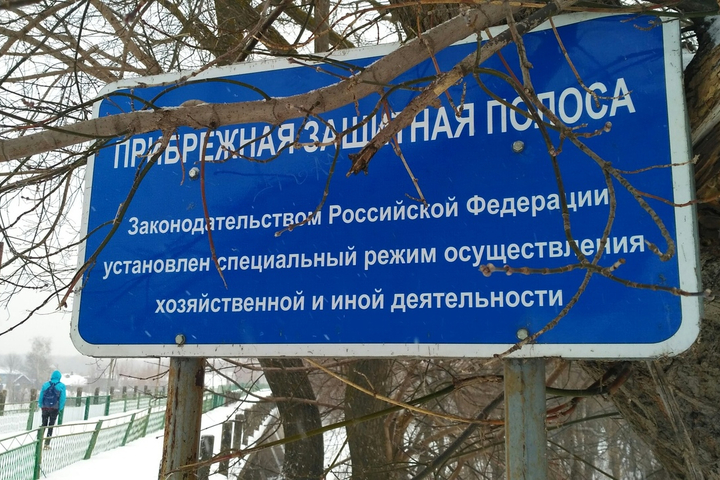 ПРИБРЕЖНАЯ ЗАЩИТНАЯ ПОЛОСА
Законодательством Российской Федерации
установлен специальный режим осуществления
хозяйственной и иной деятельности